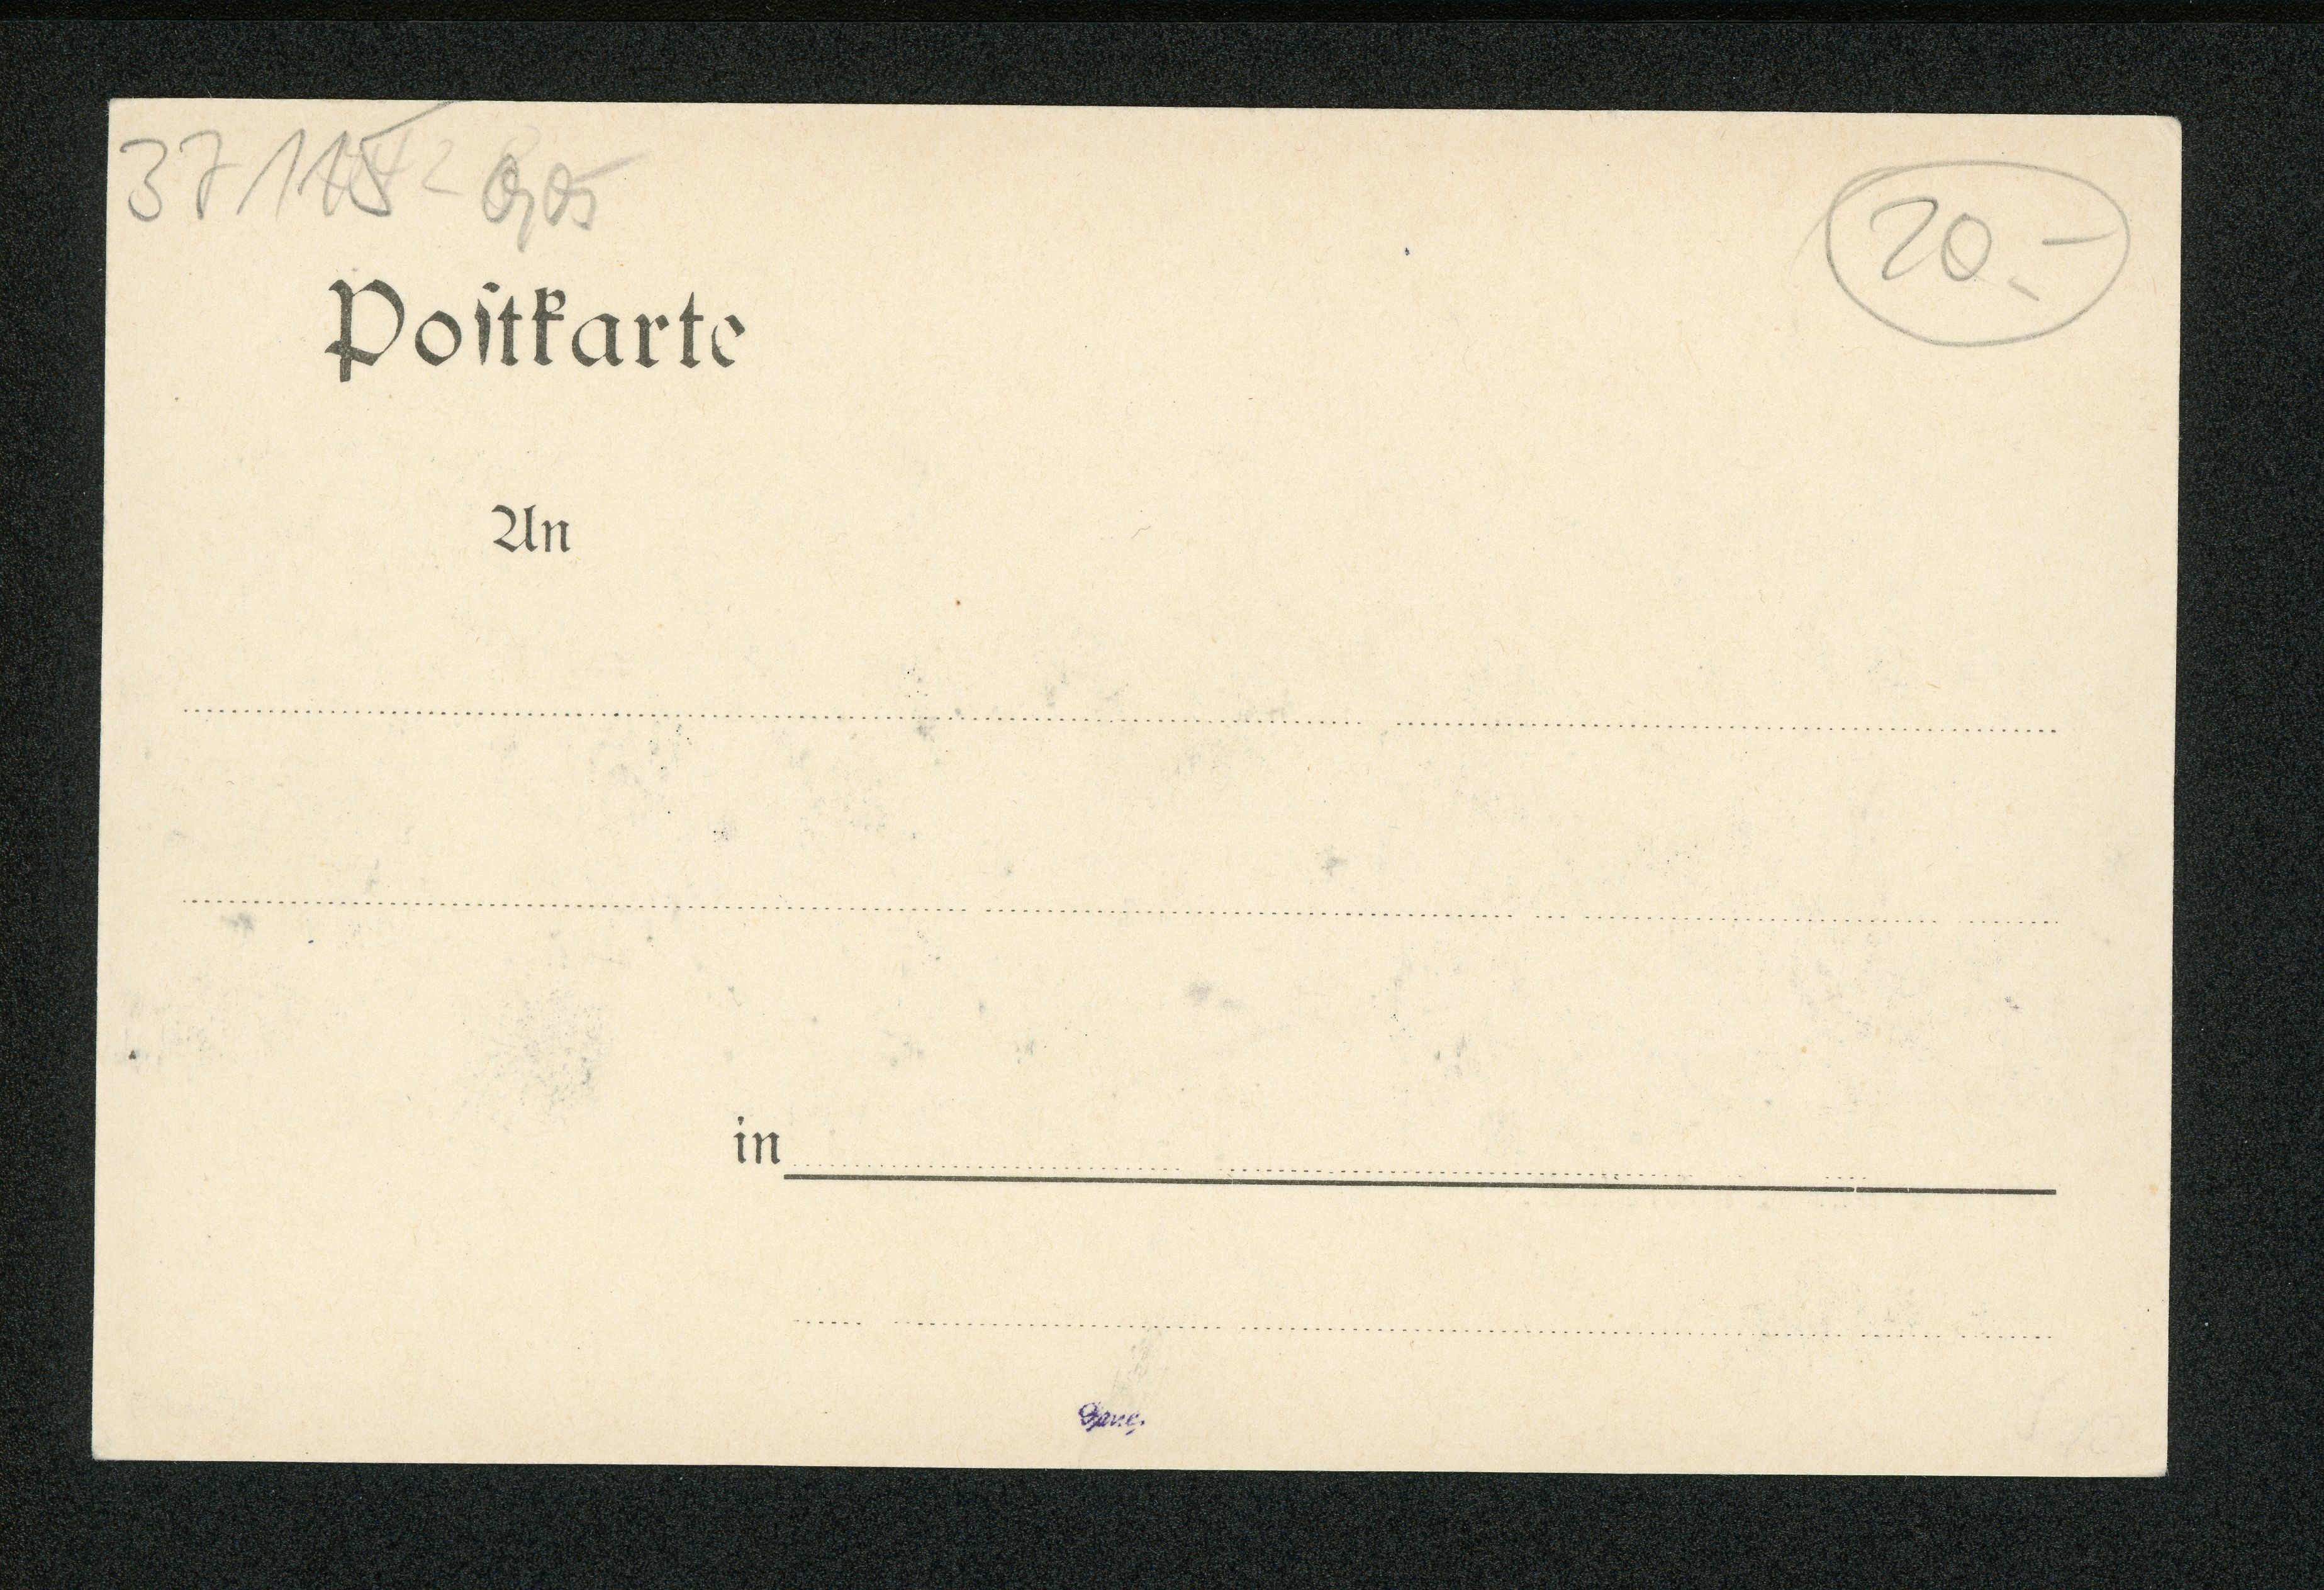 20.-
Postkarte
An
in